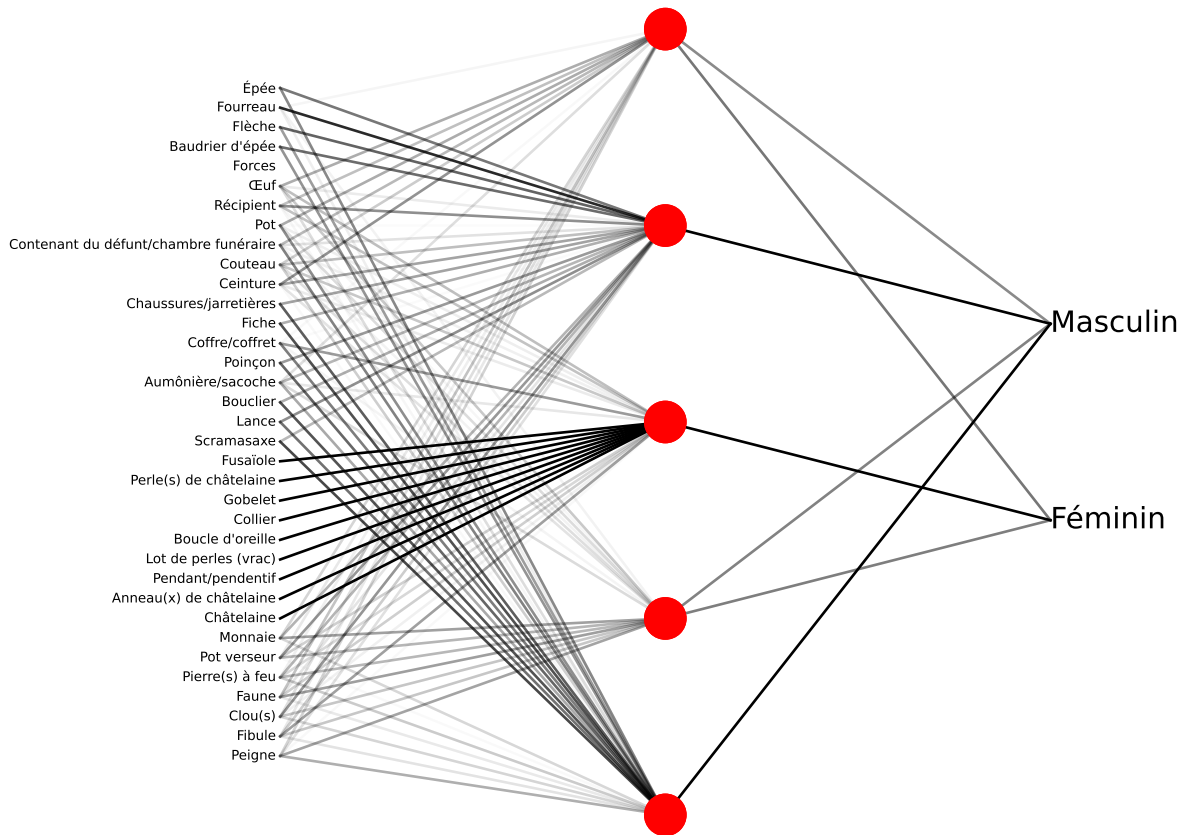 Épée
Fourreau
Flèche
Baudrier d'épée
Forces
Œuf
Récipient
Pot
Contenant du défunt/chambre funéraire
Couteau
Ceinture
Chaussures/jarretières
Fiche
Coffre/coffret
Poinçon
Aumônière/sacoche
Bouclier
Lance
Scramasaxe
Fusaïole
Perle(s) de châtelaine
Gobelet
Collier
Boucle d'oreille
Lot de perles (vrac)
Pendant/pendentif
Anneau(x) de châtelaine
Châtelaine
Monnaie
Pot verseur
Pierre(s) à feu
Faune
Clou(s)
Fibule
Peigne
Masculin
Féminin